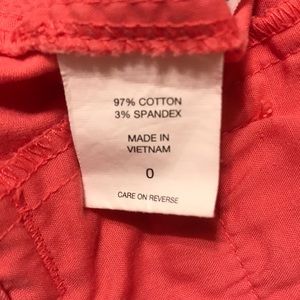 97% COTTON
3% SPANDEX
MADE IN
VIETNAM
0
CARE ON REVERSE